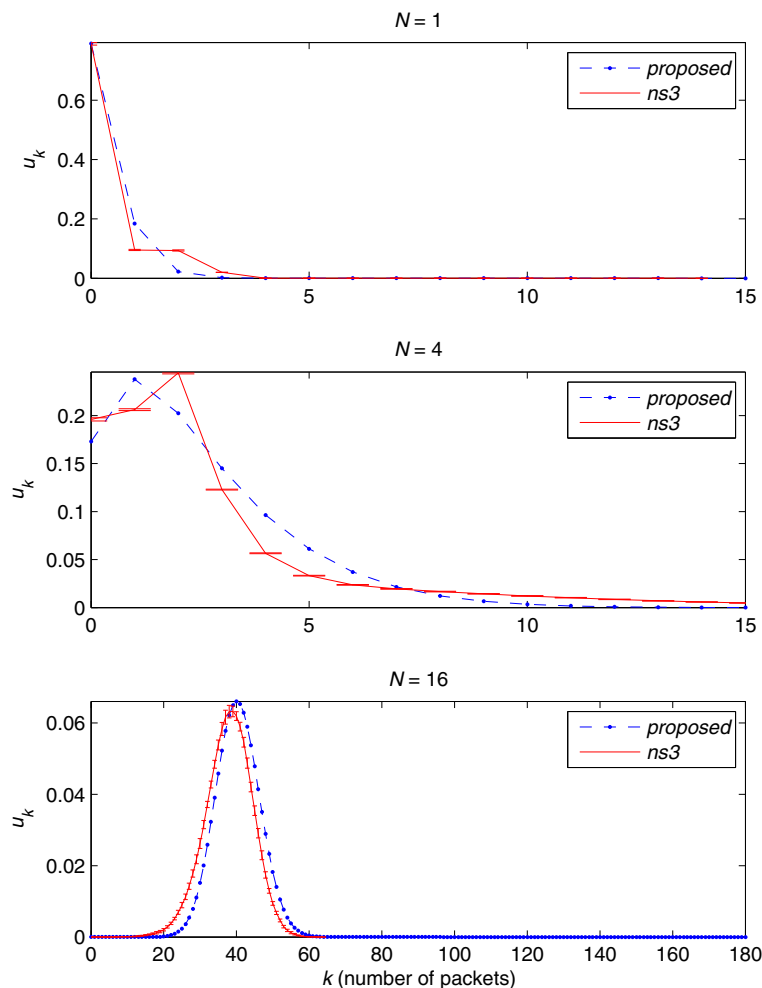 N = 1
0.6
0.4
0.2
0
u_k
proposed
ns3
0 5 10 15
N = 4
0.2
0.15
0.1
0.05
0
u_k
proposed
ns3
0 5 10 15
N = 16
0.06
0.04
0.02
0
u_k
proposed
ns3
0 20 40 60 80 100 120 140 160 180
k (number of packets)